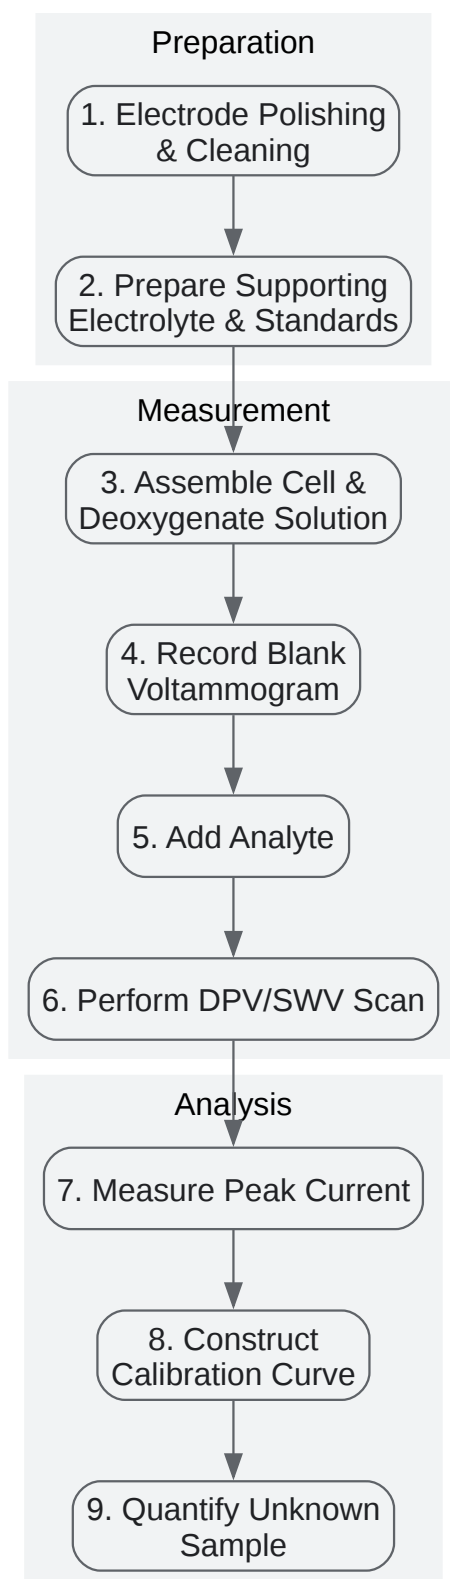 Preparation
1. Electrode Polishing
& Cleaning
2. Prepare Supporting
Electrolyte & Standards
Measurement
3. Assemble Cell &
Deoxygenate Solution
4. Record Blank
Voltammogram
5. Add Analyte
6. Perform DPV/SWV Scan
Analysis
7. Measure Peak Current
8. Construct
Calibration Curve
9. Quantify Unknown
Sample